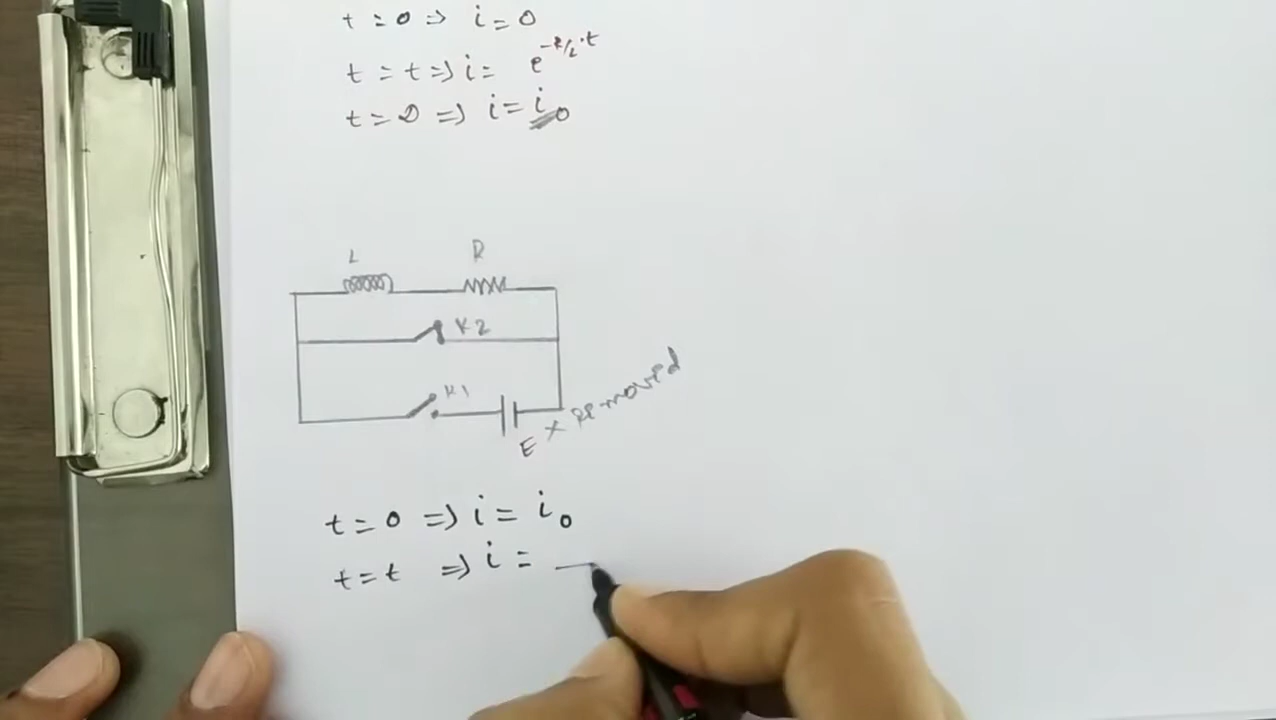 t = 0 => i = 0
t = t => i = e^-R/L·t
t = ∞ => i = i₀
L R
K2
K1
E × Removed
t = 0 => i = i₀
t = t => i =